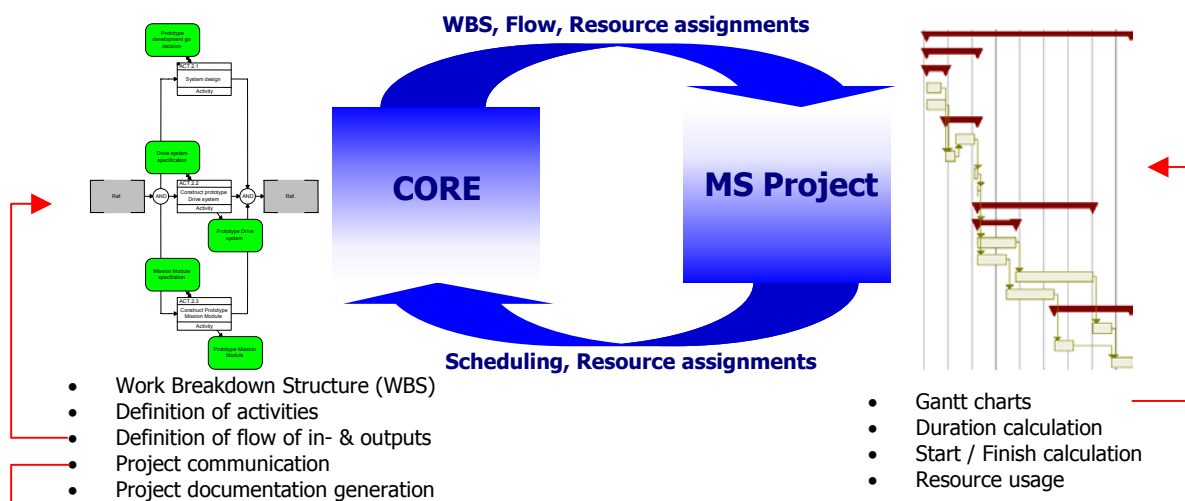 WBS, Flow, Resource assignments
Prototype
development go
decision
ACT.2.1
System design
Activity
Drive system
specification
Ref.
AND
ACT.2.2
Construct prototype
Drive system
Activity
AND
Ref.
Prototype Drive
system
Mission Module
specification
ACT.2.3
Construct Prototype
Mission Module
Activity
Prototype Mission
Module
CORE
MS Project
Scheduling, Resource assignments
• Work Breakdown Structure (WBS)
• Definition of activities
• Definition of flow of in- & outputs
• Project communication
• Project documentation generation
• Gantt charts
• Duration calculation
• Start / Finish calculation
• Resource usage